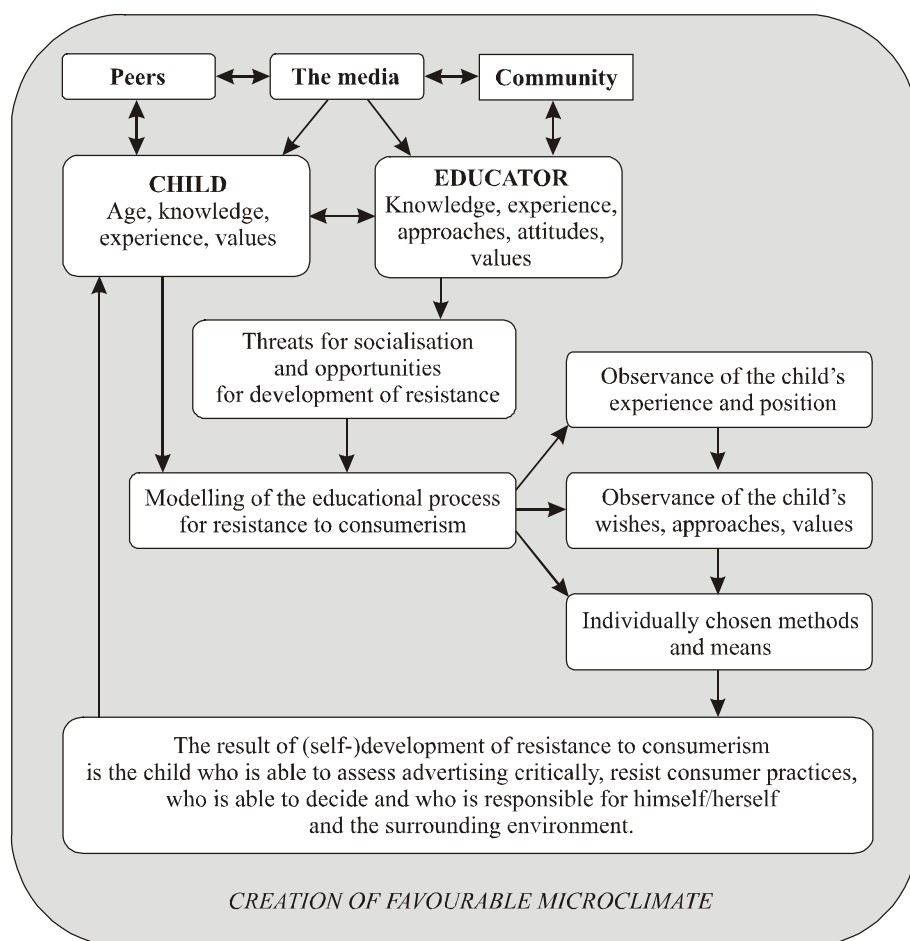 Peers
The media
Community
CHILD
Age, knowledge,
experience, values
EDUCATOR
Knowledge, experience,
approaches, attitudes,
values
Threats for socialisation
and opportunities
for development of resistance
Observance of the child's
experience and position
Modelling of the educational process
for resistance to consumerism
Observance of the child's
wishes, approaches, values
Individually chosen methods
and means
The result of (self-)development of resistance to consumerism
is the child who is able to assess advertising critically, resist consumer practices,
who is able to decide and who is responsible for himself/herself
and the surrounding environment.
CREATION OF FAVOURABLE MICROCLIMATE